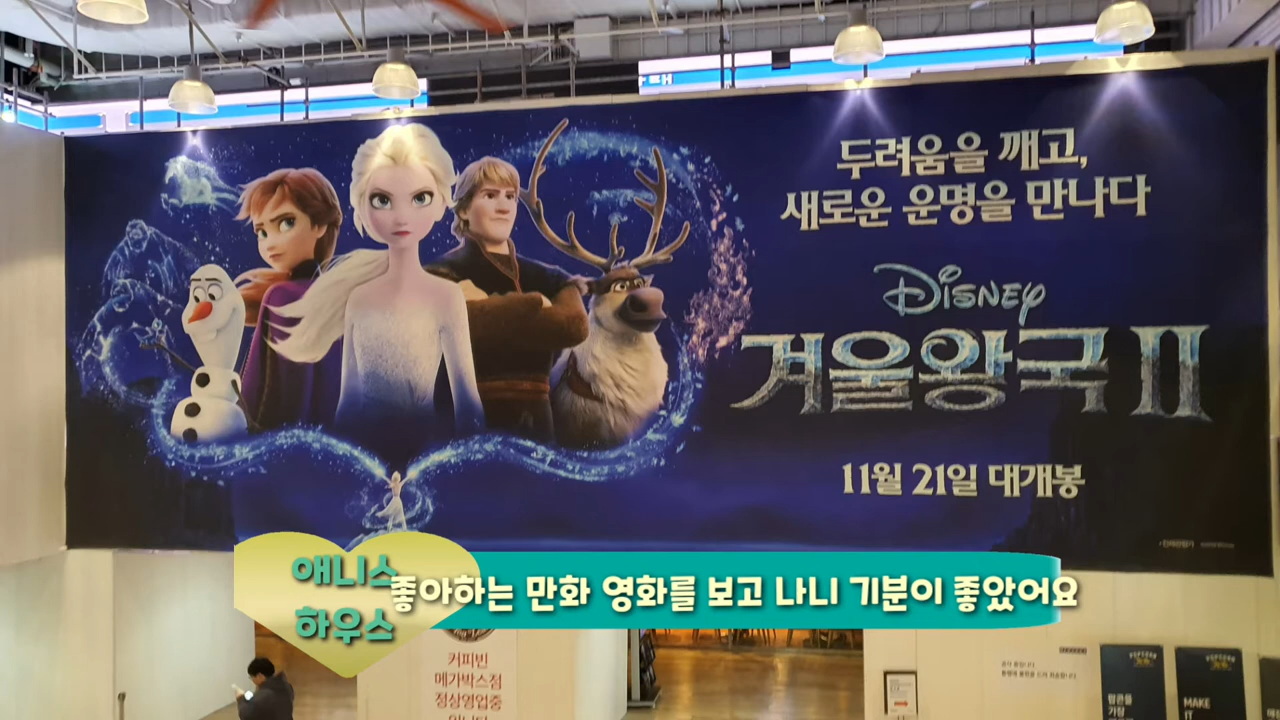 두려움을 깨고,
새로운 운명을 만나다
Disney
겨울왕국 II
11월 21일 대개봉
애니스
하우스
좋아하는 만화 영화를 보고 나니 기분이 좋았어요
커피빈
메가박스점
정상영업중
POPCORN
POPCORN
MAKE